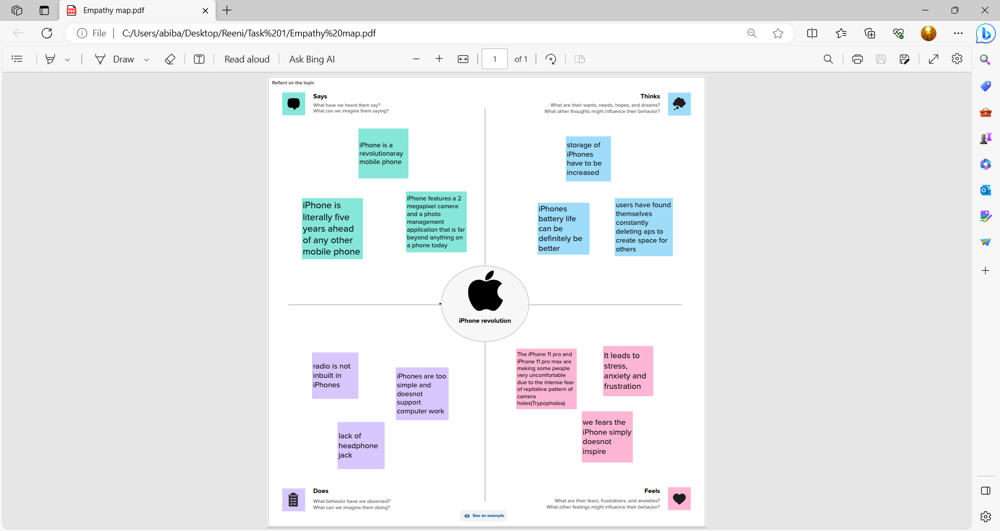 Empathy map.pdf
File
C:/Users/abiba/Desktop/Reeni/Task%201/Empathy%20map.pdf
Draw
Read aloud
Ask Bing AI
1
of 1
Reflect on the topic
Says
What have we heard them say?
What can we imagine them saying?
Thinks
What are their wants, needs, hopes, and dreams?
What other thoughts might influence their behavior?
iPhone is a
revolutionaray
mobile phone
iPhone is
literally five
years ahead
of any other
mobile phone
iPhone features a 2
megapixel camera
and a photo
management
application that is far
beyond anything on
a phone today
storage of
iPhones
have to be
increased
iPhones
battery life
can be
definitely be
better
users have found
themselves
constantly
deleting aps to
create space for
others
iPhone revolution
radio is not
inbuilt in
iPhones
iPhones are too
simple and
doesnot
support
computer work
lack of
headphone
jack
The iPhone 11 pro and
iPhone 11 pro max are
making some people
very uncomfortable
due to the intense fear
of repitative pattern of
camera
holes(Trypophobia)
It leads to
stress,
anxiety and
frustration
we fears the
iPhone simply
doesnot
inspire
Does
What behavior have we observed?
What can we imagine them doing?
Feels
What are their fears, frustrations, and anxieties?
What other feelings might influence their behavior?
See an example